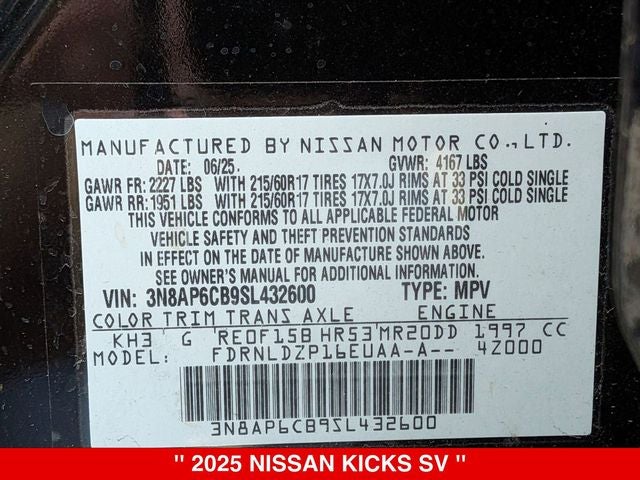 MANUFACTURED BY NISSAN MOTOR CO., LTD.
DATE: 06/25. GVWR: 4167 LBS
GAWR FR: 2227 LBS WITH 215/60R17 TIRES 17X7.0J RIMS AT 33 PSI COLD SINGLE
GAWR RR: 1951 LBS WITH 215/60R17 TIRES 17X7.0J RIMS AT 33 PSI COLD SINGLE
THIS VEHICLE CONFORMS TO ALL APPLICABLE FEDERAL MOTOR
VEHICLE SAFETY AND THEFT PREVENTION STANDARDS
IN EFFECT ON THE DATE OF MANUFACTURE SHOWN ABOVE.
SEE OWNER'S MANUAL FOR ADDITIONAL INFORMATION.
VIN: 3N8AP6CB9SL432600 TYPE: MPV
COLOR TRIM TRANS AXLE ENGINE
KH3 G RE0F15B HR53 MR20DD 1997 CC
MODEL: FDRNLDZP16EUAA-A-- 4Z000
3N8AP6CB9SL432600
" 2025 NISSAN KICKS SV "